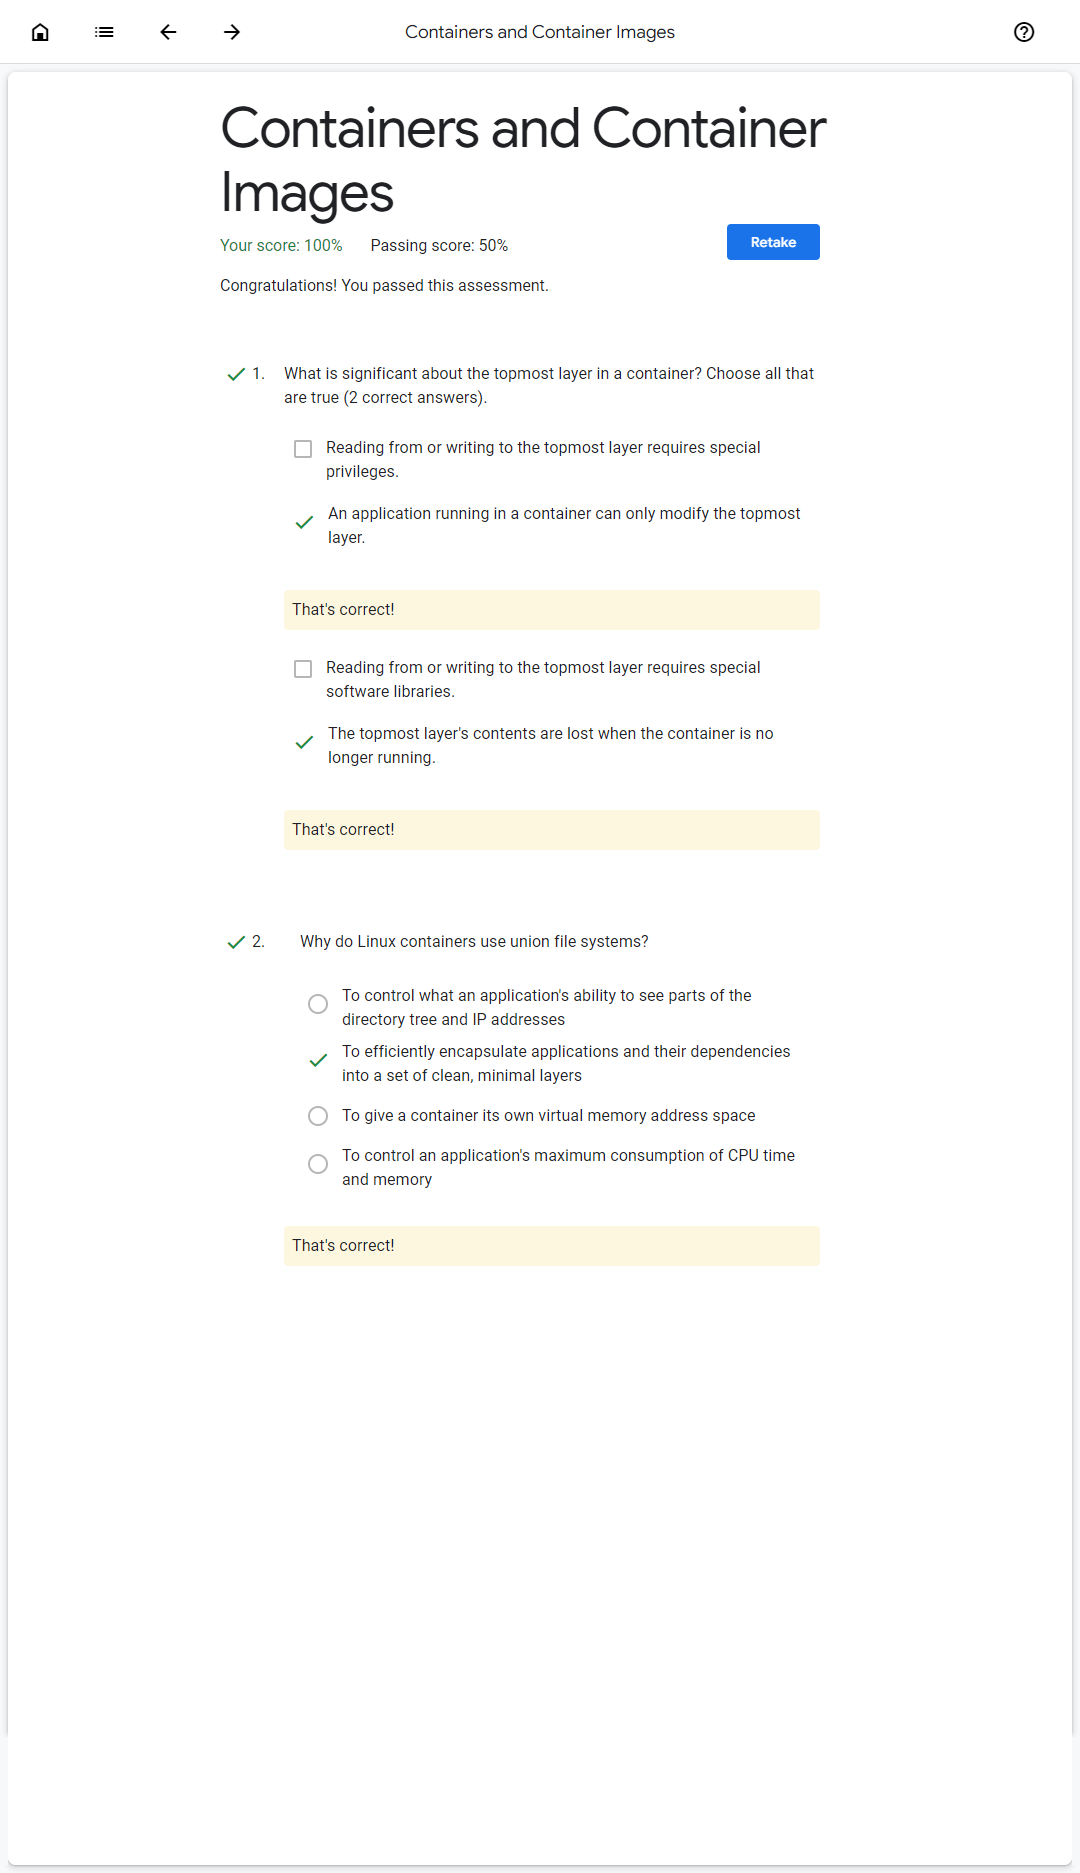 Containers and Container Images
Containers and Container
Images
Your score: 100% Passing score: 50%
Retake
Congratulations! You passed this assessment.
1. What is significant about the topmost layer in a container? Choose all that
are true (2 correct answers).
Reading from or writing to the topmost layer requires special
privileges.
An application running in a container can only modify the topmost
layer.
That's correct!
Reading from or writing to the topmost layer requires special
software libraries.
The topmost layer's contents are lost when the container is no
longer running.
That's correct!
2. Why do Linux containers use union file systems?
To control what an application's ability to see parts of the
directory tree and IP addresses
To efficiently encapsulate applications and their dependencies
into a set of clean, minimal layers
To give a container its own virtual memory address space
To control an application's maximum consumption of CPU time
and memory
That's correct!